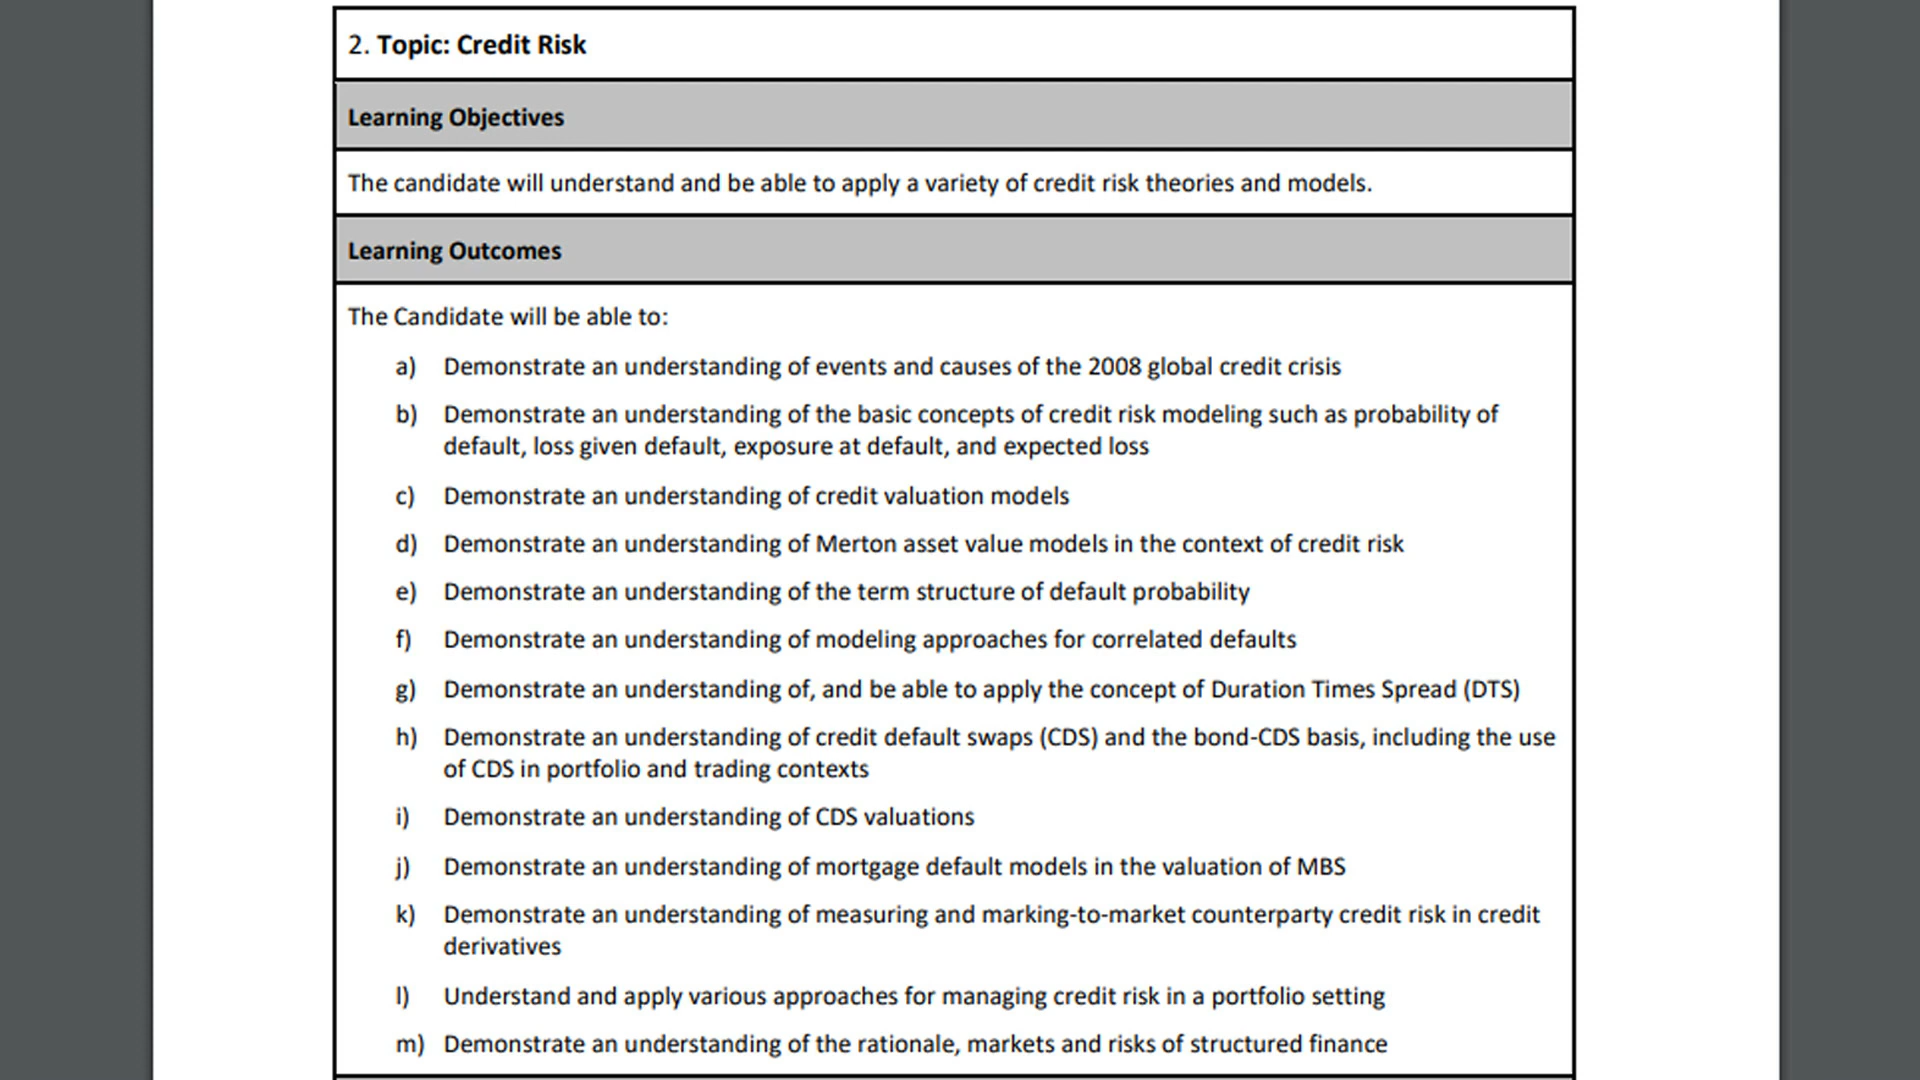 2. Topic: Credit Risk
Learning Objectives
The candidate will understand and be able to apply a variety of credit risk theories and models.
Learning Outcomes
The Candidate will be able to:
a) Demonstrate an understanding of events and causes of the 2008 global credit crisis
b) Demonstrate an understanding of the basic concepts of credit risk modeling such as probability of
default, loss given default, exposure at default, and expected loss
c) Demonstrate an understanding of credit valuation models
d) Demonstrate an understanding of Merton asset value models in the context of credit risk
e) Demonstrate an understanding of the term structure of default probability
f) Demonstrate an understanding of modeling approaches for correlated defaults
g) Demonstrate an understanding of, and be able to apply the concept of Duration Times Spread (DTS)
h) Demonstrate an understanding of credit default swaps (CDS) and the bond-CDS basis, including the use
of CDS in portfolio and trading contexts
i) Demonstrate an understanding of CDS valuations
j) Demonstrate an understanding of mortgage default models in the valuation of MBS
k) Demonstrate an understanding of measuring and marking-to-market counterparty credit risk in credit
derivatives
l) Understand and apply various approaches for managing credit risk in a portfolio setting
m) Demonstrate an understanding of the rationale, markets and risks of structured finance